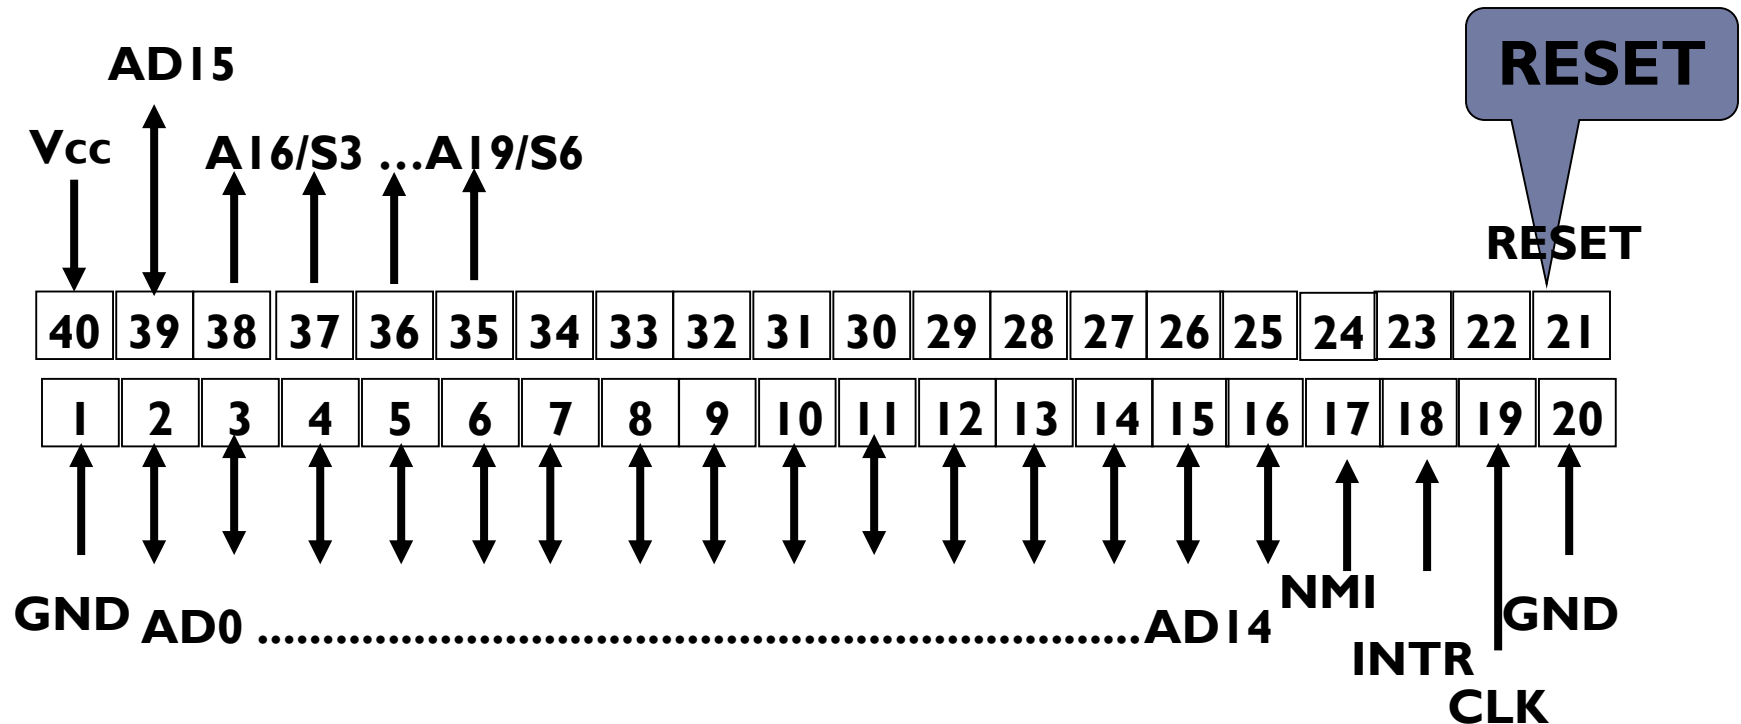 RESET
AD15
Vcc
A16/S3 ...A19/S6
RESET
40 39 38 37 36 35 34 33 32 31 30 29 28 27 26 25 24 23 22 21
1 2 3 4 5 6 7 8 9 10 11 12 13 14 15 16 17 18 19 20
NMI
GND AD0 ....................................................................AD14 GND
INTR
CLK